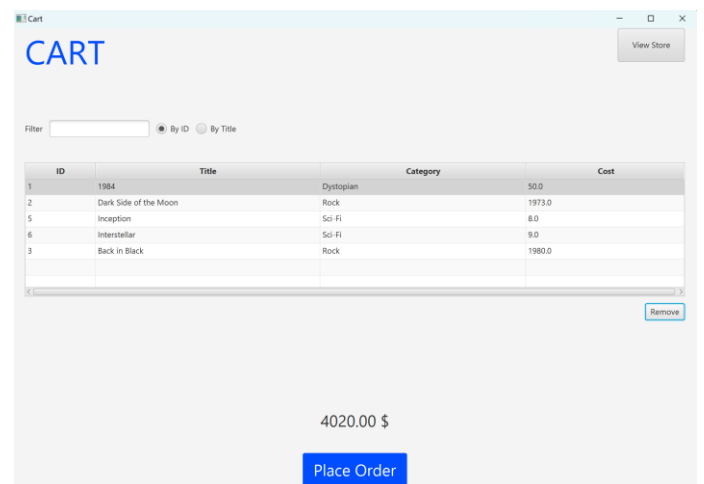 Cart
CART
View Store
Filter By ID By Title
ID Title Category Cost
1 1984 Dystopian 50.0
2 Dark Side of the Moon Rock 1973.0
5 Inception Sci-Fi 8.0
6 Interstellar Sci-Fi 9.0
3 Back in Black Rock 1980.0
Remove
4020.00 $
Place Order